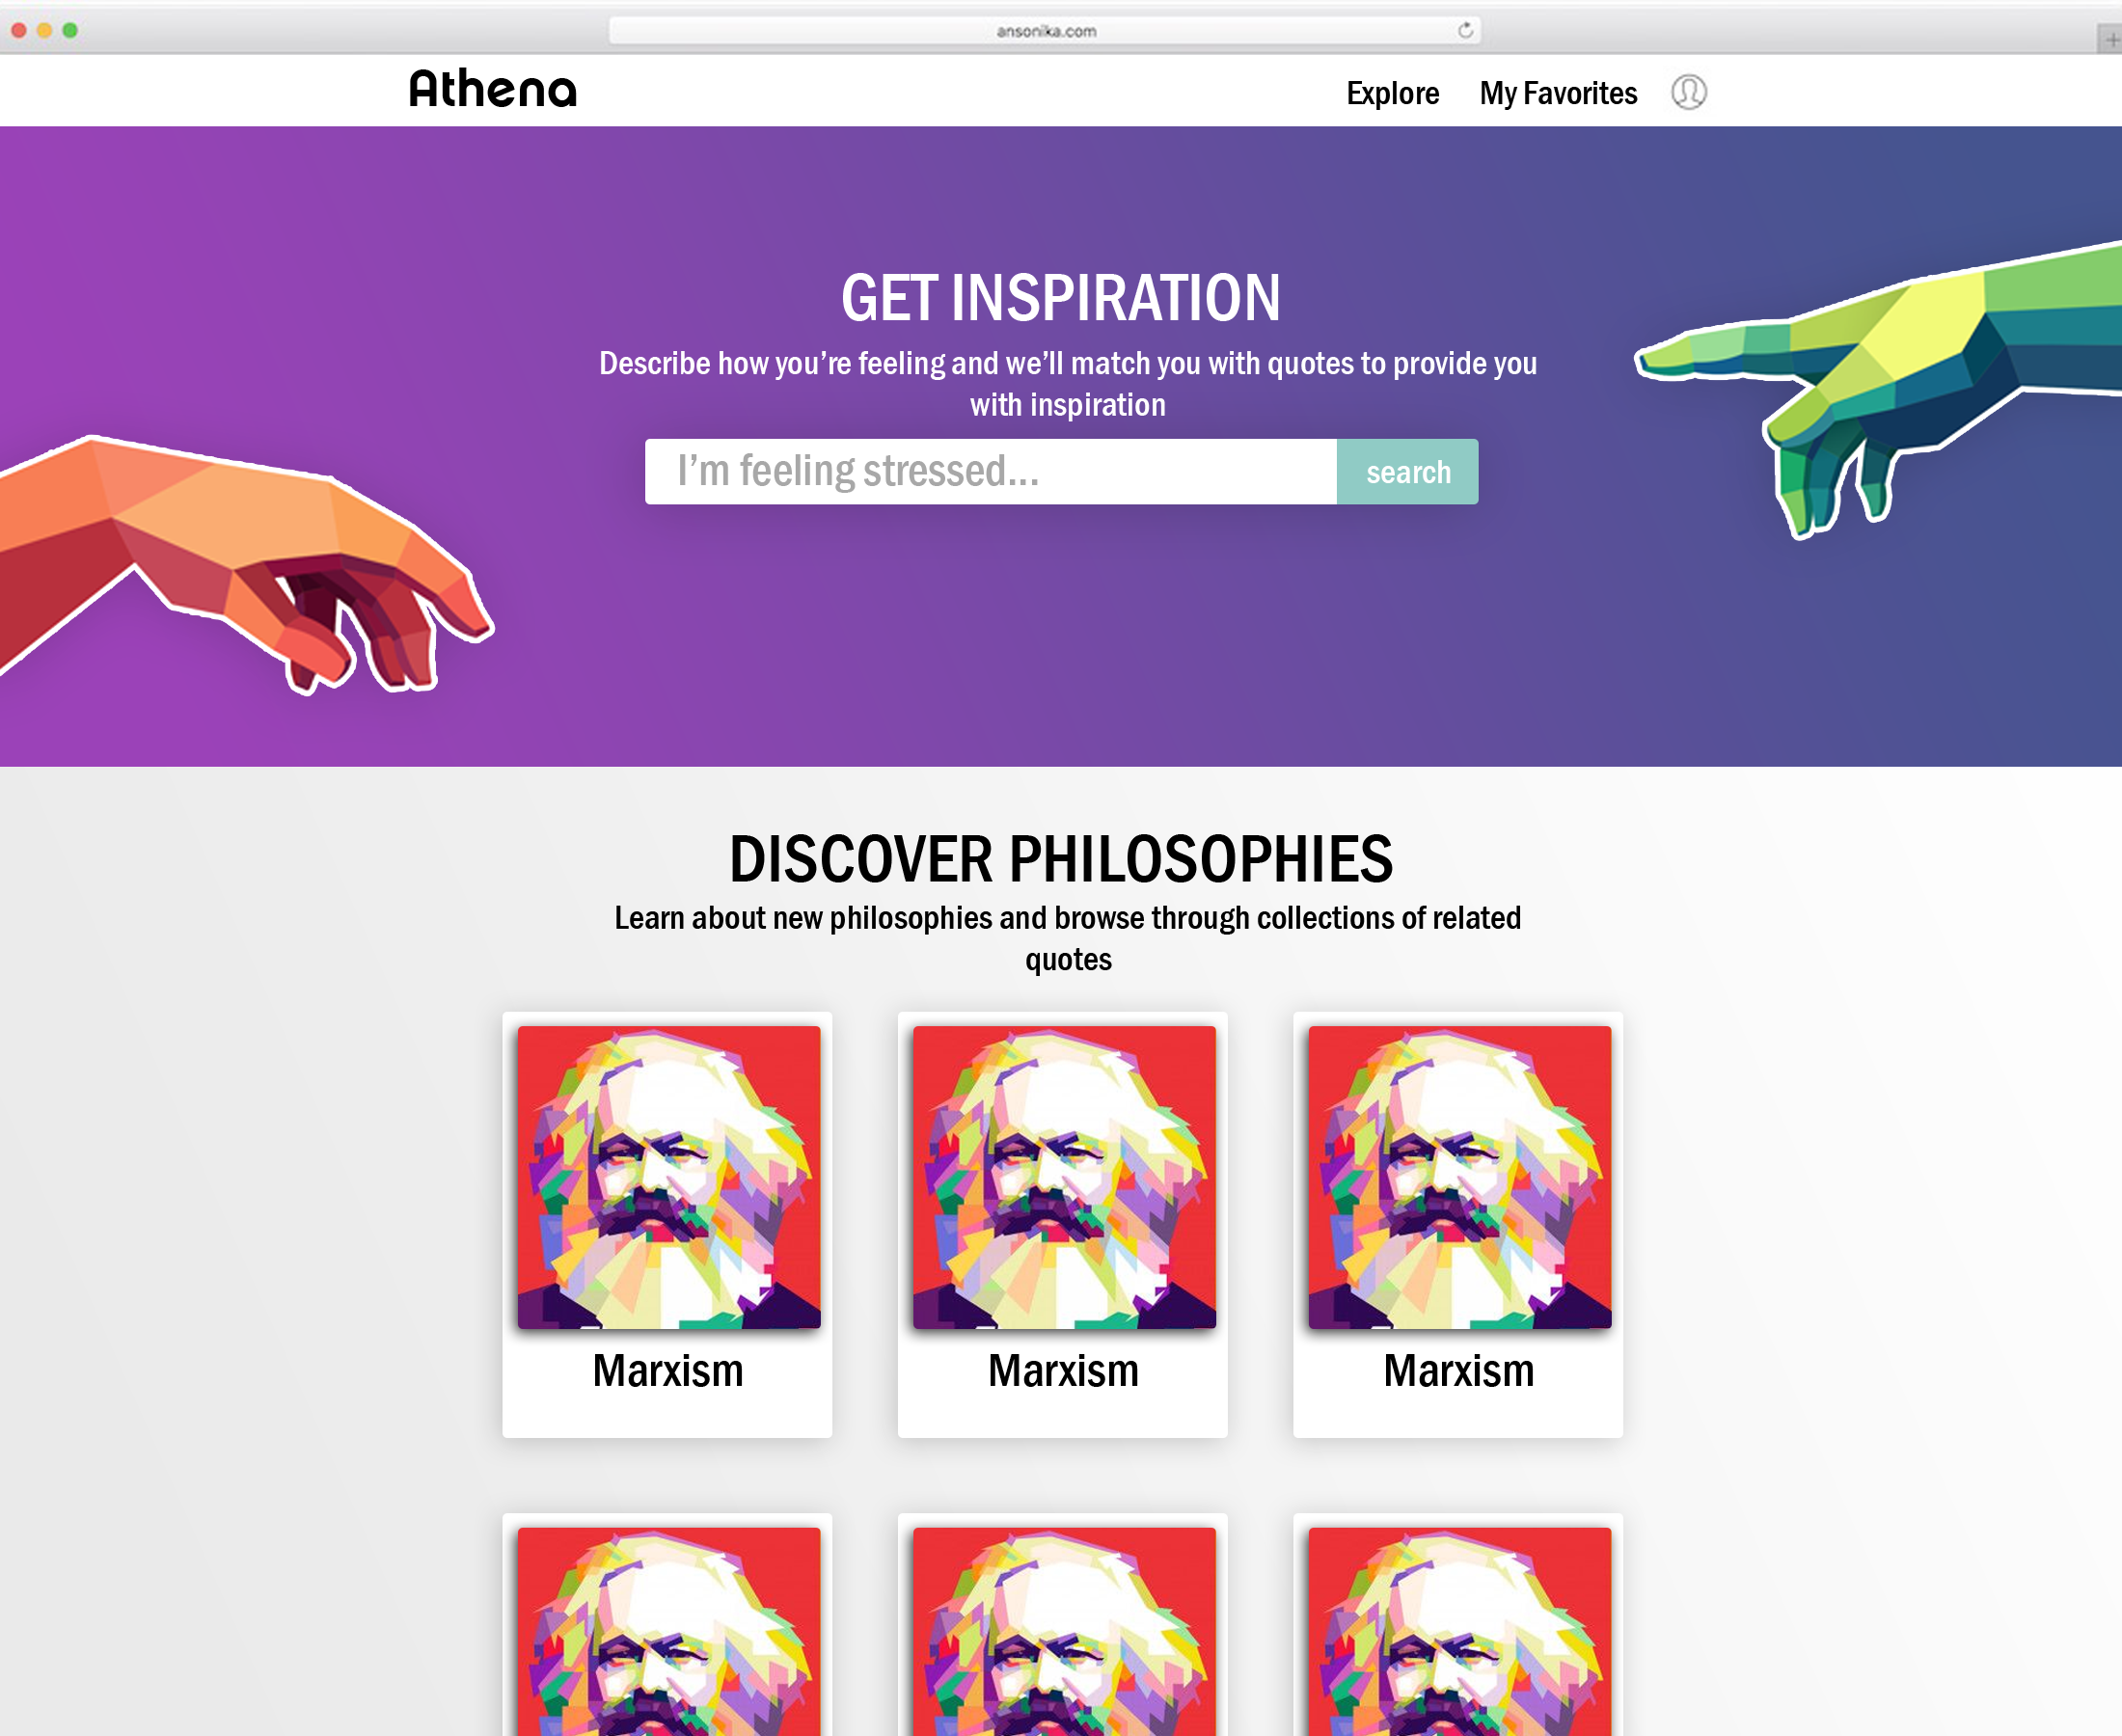 ansonika.com
Athena
Explore My Favorites
GET INSPIRATION
Describe how you’re feeling and we’ll match you with quotes to provide you
with inspiration
I’m feeling stressed...
search
DISCOVER PHILOSOPHIES
Learn about new philosophies and browse through collections of related
quotes
Marxism
Marxism
Marxism